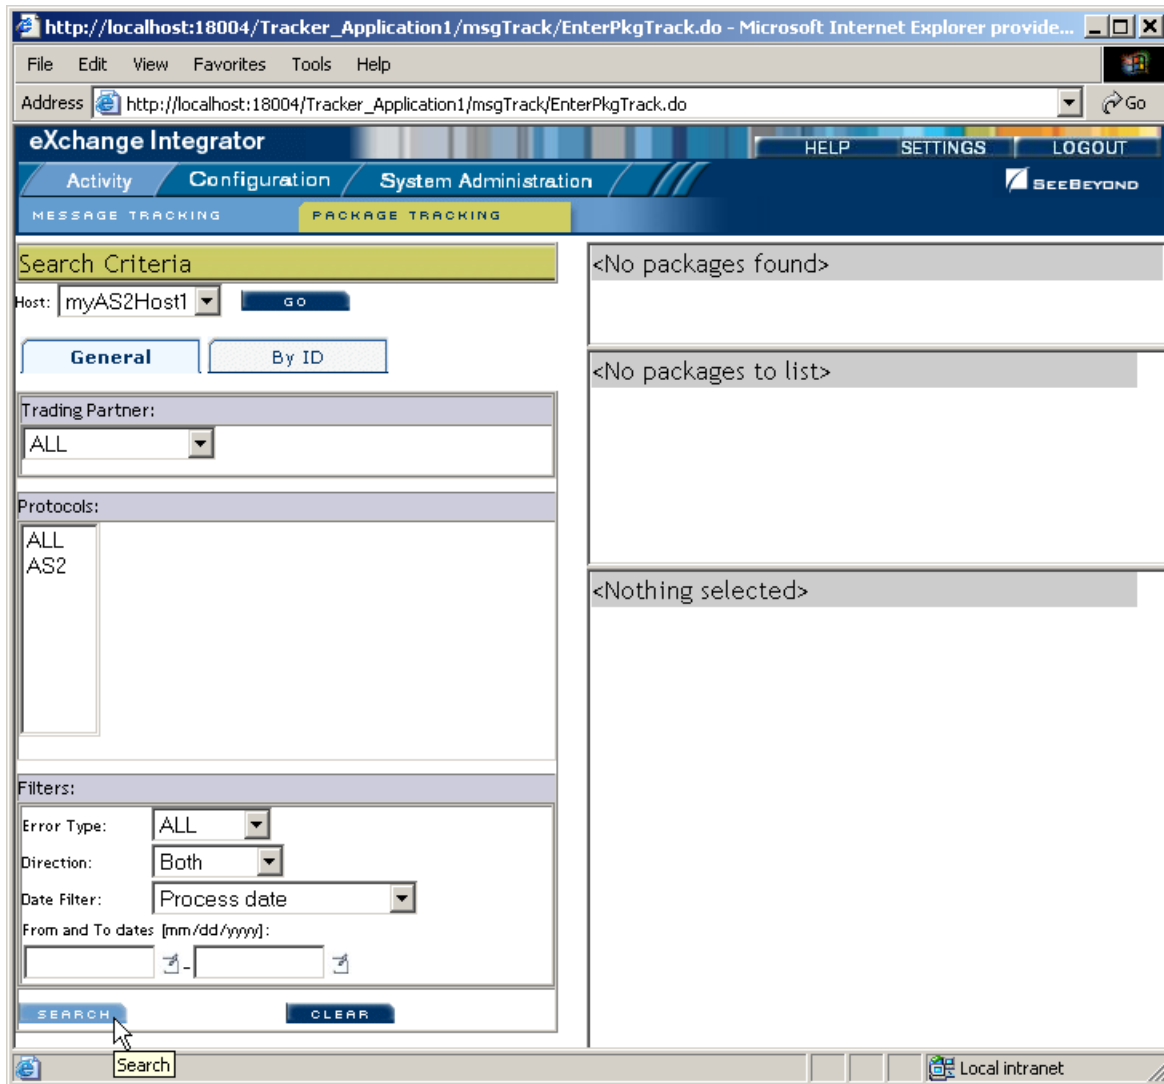 http://localhost:18004/Tracker_Application1/msgTrack/EnterPkgTrack.do - Microsoft Internet Explorer provide...
File Edit View Favorites Tools Help
Address http://localhost:18004/Tracker_Application1/msgTrack/EnterPkgTrack.do Go
eXchange Integrator
HELP SETTINGS LOGOUT
Activity Configuration System Administration
SEEBEYOND
MESSAGE TRACKING PACKAGE TRACKING
Search Criteria
Host: myAS2Host1 GO
General By ID
Trading Partner:
ALL
Protocols:
ALL
AS2
Filters:
Error Type: ALL
Direction: Both
Date Filter: Process date
From and To dates [mm/dd/yyyy]:
-
SEARCH CLEAR
Search
<No packages found>
<No packages to list>
<Nothing selected>
Local intranet